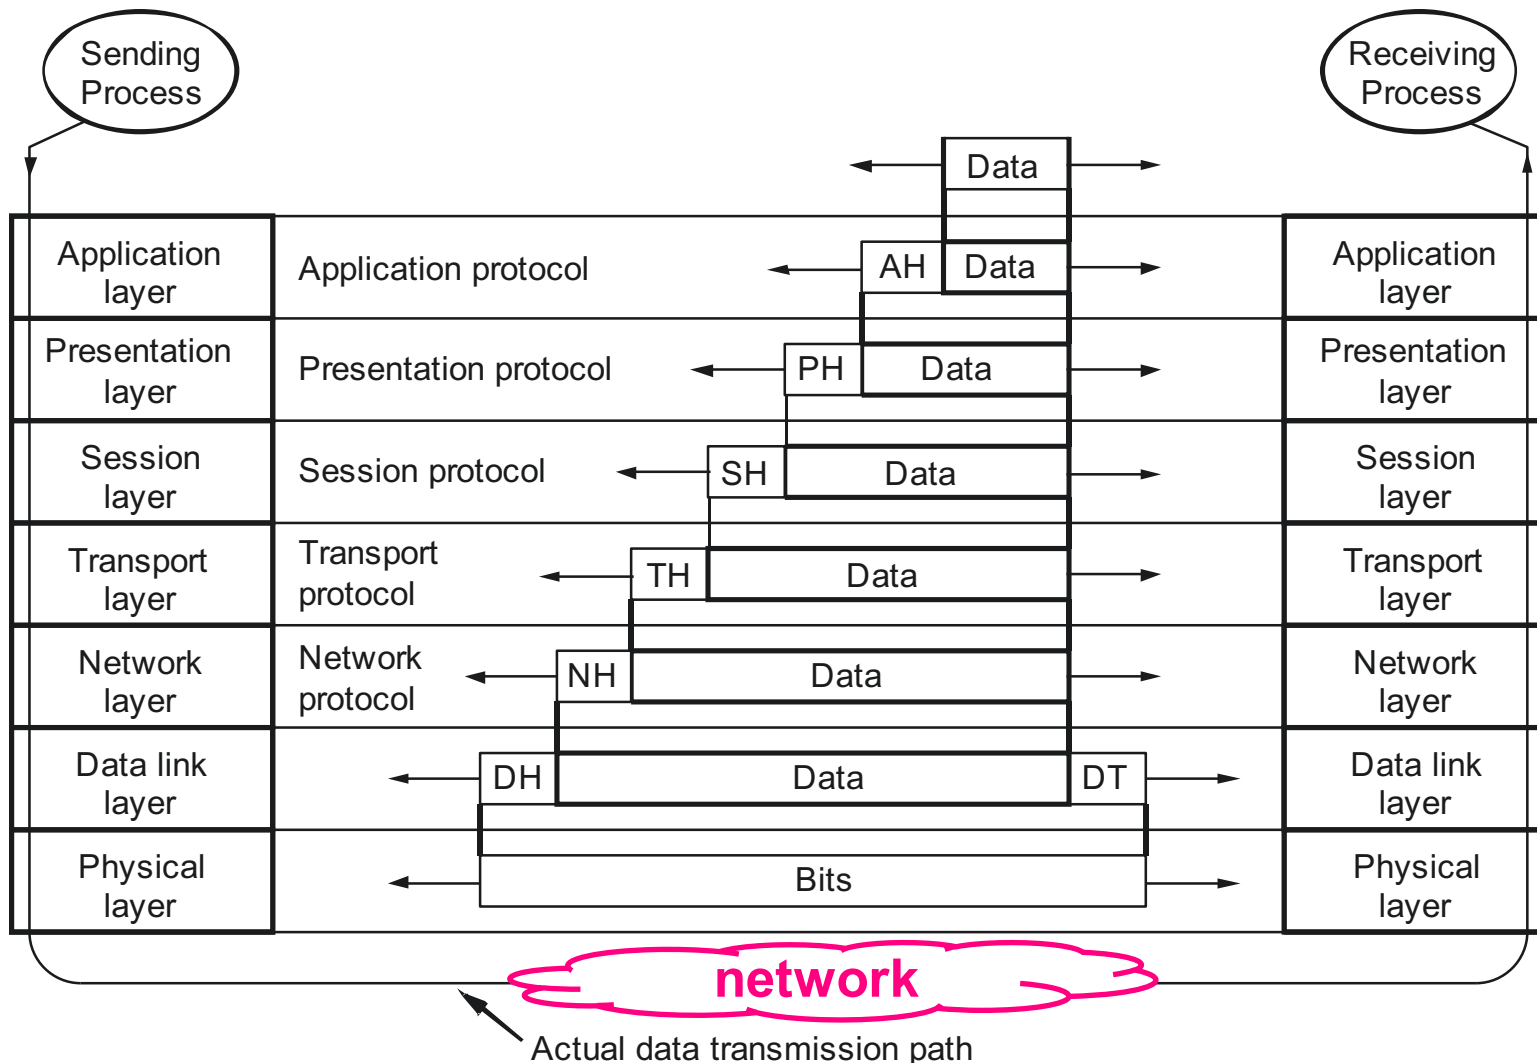 Sending
Process
Receiving
Process
Data
Application
layer
Application protocol
AH
Data
Application
layer
Presentation
layer
Presentation protocol
PH
Data
Presentation
layer
Session
layer
Session protocol
SH
Data
Session
layer
Transport
layer
Transport
protocol
TH
Data
Transport
layer
Network
layer
Network
protocol
NH
Data
Network
layer
Data link
layer
DH
Data
DT
Data link
layer
Physical
layer
Bits
Physical
layer
network
Actual data transmission path